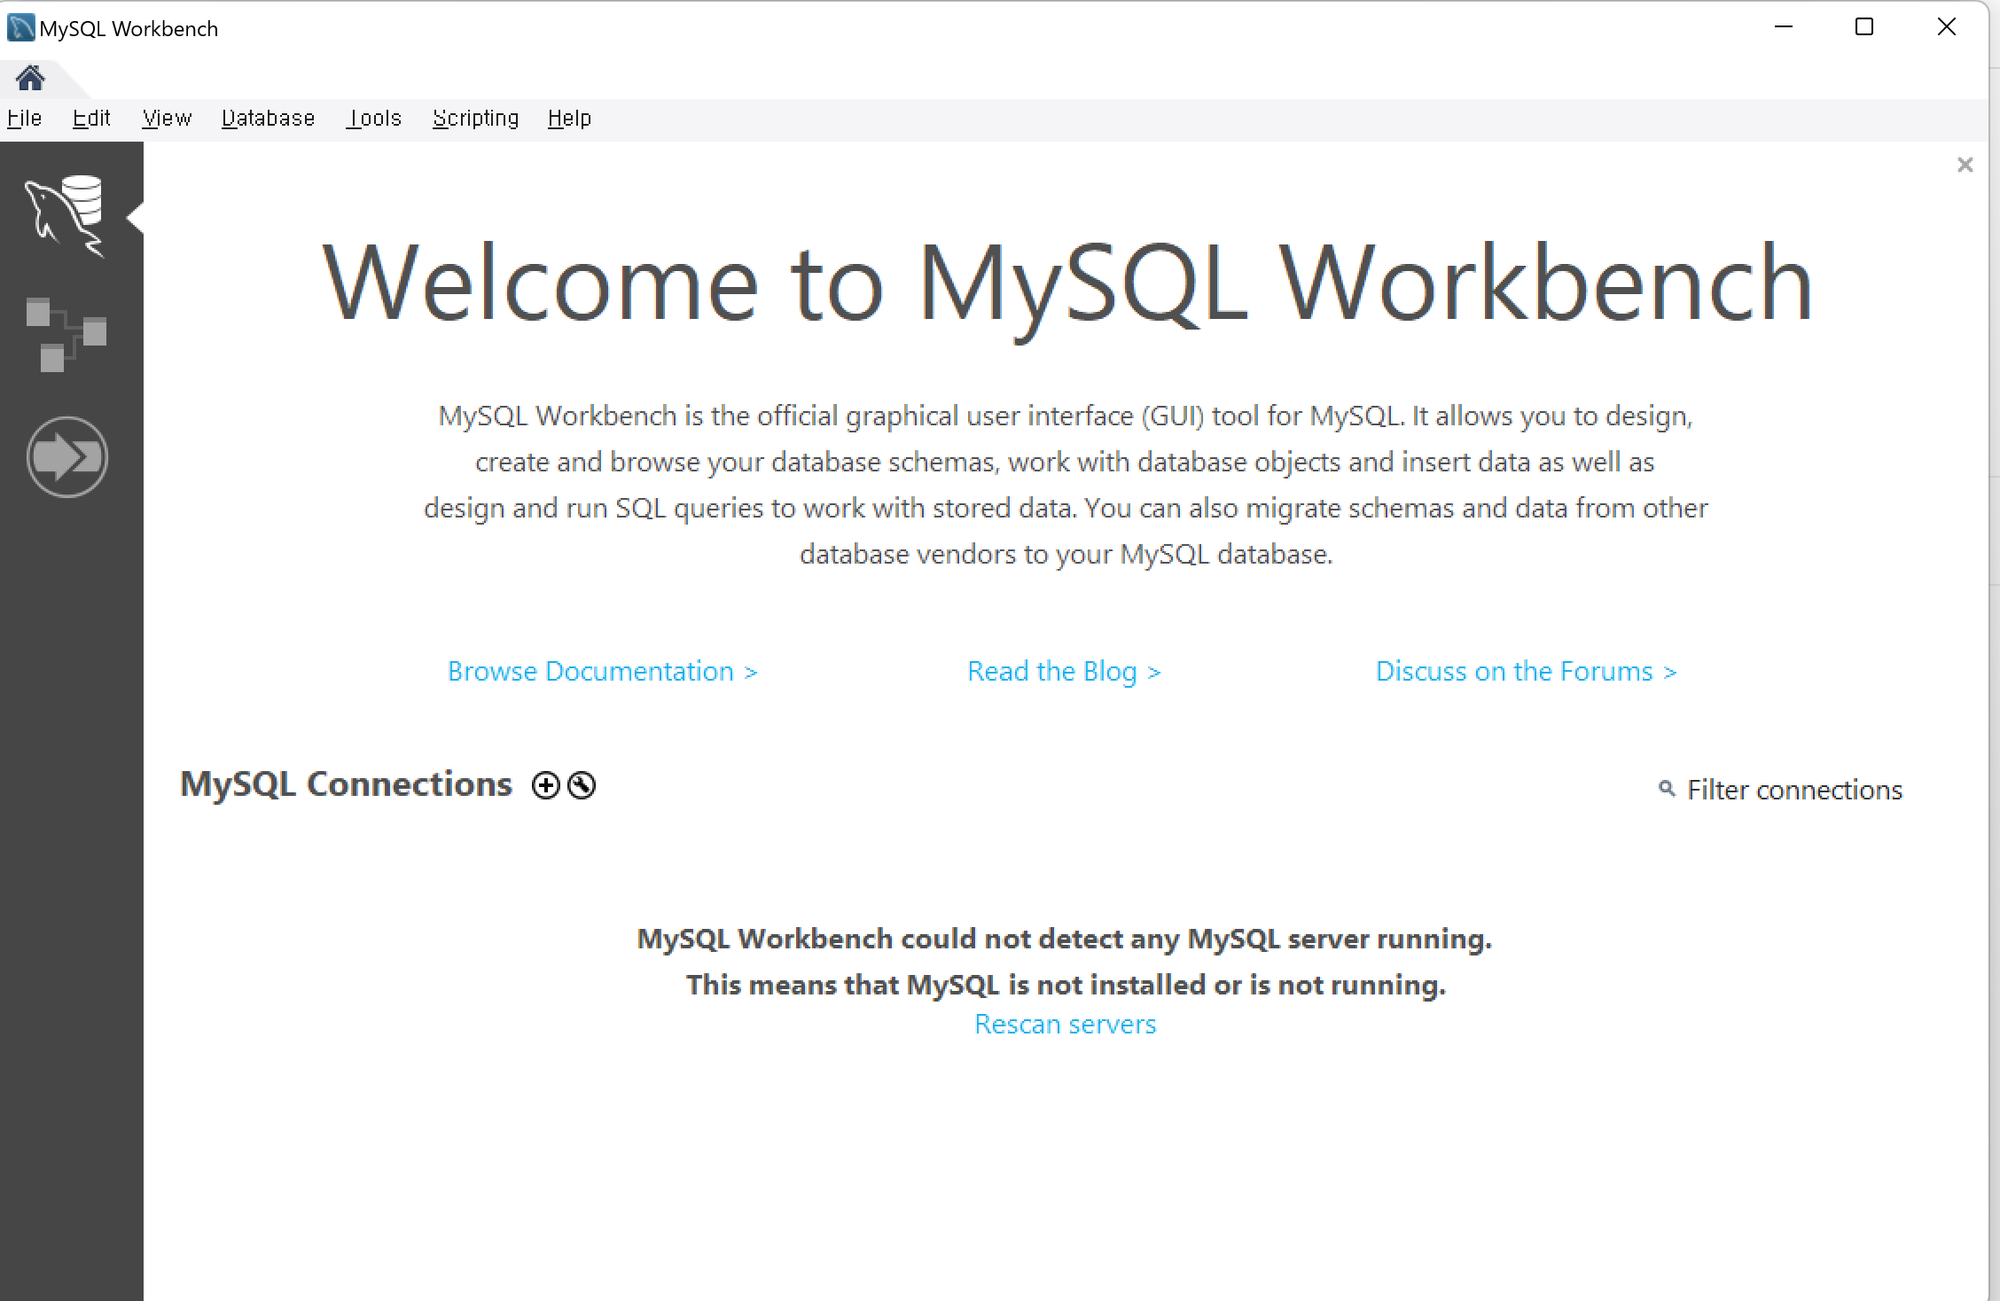 MySQL Workbench
File Edit View Database Tools Scripting Help
Welcome to MySQL Workbench
MySQL Workbench is the official graphical user interface (GUI) tool for MySQL. It allows you to design,
create and browse your database schemas, work with database objects and insert data as well as
design and run SQL queries to work with stored data. You can also migrate schemas and data from other
database vendors to your MySQL database.
Browse Documentation > Read the Blog > Discuss on the Forums >
MySQL Connections Filter connections
MySQL Workbench could not detect any MySQL server running.
This means that MySQL is not installed or is not running.
Rescan servers